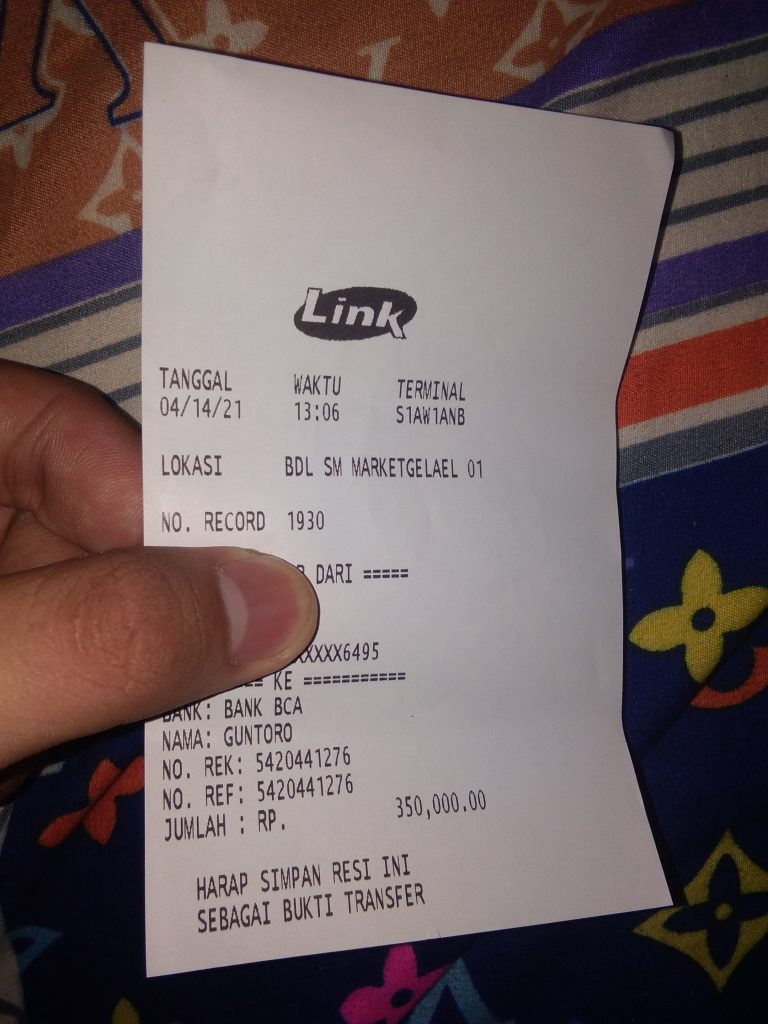 Link
TANGGAL WAKTU TERMINAL
04/14/21 13:06 S1AW1ANB
LOKASI BDL SM MARKETGELAEL 01
NO. RECORD 1930
DARI =====
XXXX6495
== KE ===========
BANK: BANK BCA
NAMA: GUNTORO
NO. REK: 5420441276
NO. REF: 5420441276
JUMLAH : RP. 350,000.00
HARAP SIMPAN RESI INI
SEBAGAI BUKTI TRANSFER